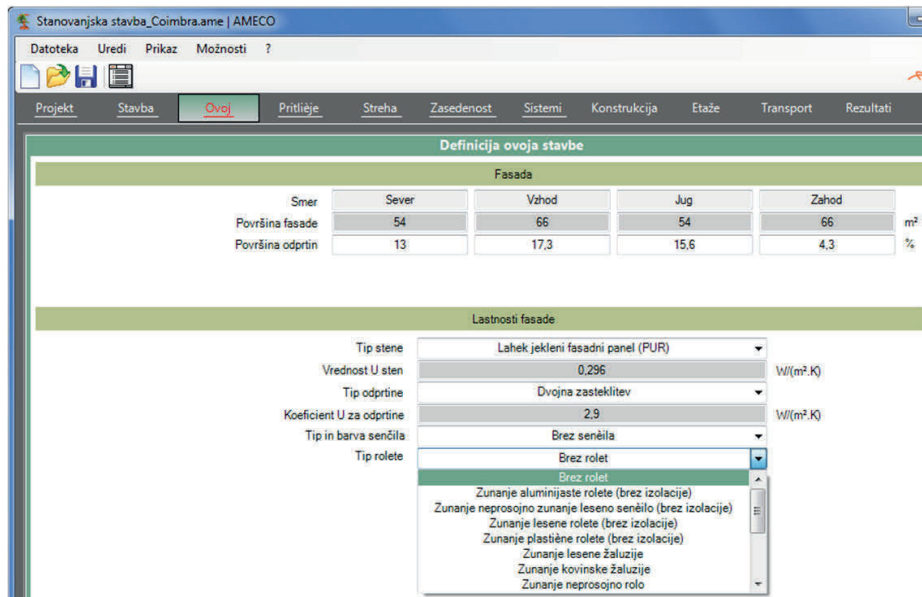 Stanovanjska stavba_Coimbra.ame | AMECO
Datoteka Uredi Prikaz Možnosti ?
Projekt Stavba Ovoj Pritlièje Streha Zasedenost Sistemi Konstrukcija Etaže Transport Rezultati
Definicija ovoja stavbe
Fasada
Smer Sever Vzhod Jug Zahod
Površina fasade 54 66 54 66 m²
Površina odprtin 13 17,3 15,6 4,3 %
Lastnosti fasade
Tip stene Lahek jekleni fasadni panel (PUR)
Vrednost U sten 0,296 W/(m².K)
Tip odprtine Dvojna zasteklitev
Koeficient U za odprtine 2,9 W/(m².K)
Tip in barva senčila Brez senèila
Tip rolete Brez rolet
Brez rolet
Zunanje aluminijaste rolete (brez izolacije)
Zunanje neprosojno zunanje leseno senèilo (brez izolacije)
Zunanje lesene rolete (brez izolacije)
Zunanje plastiène rolete (brez izolacije)
Zunanje lesene žaluzije
Zunanje kovinske žaluzije
Zunanje neprosojno rolo